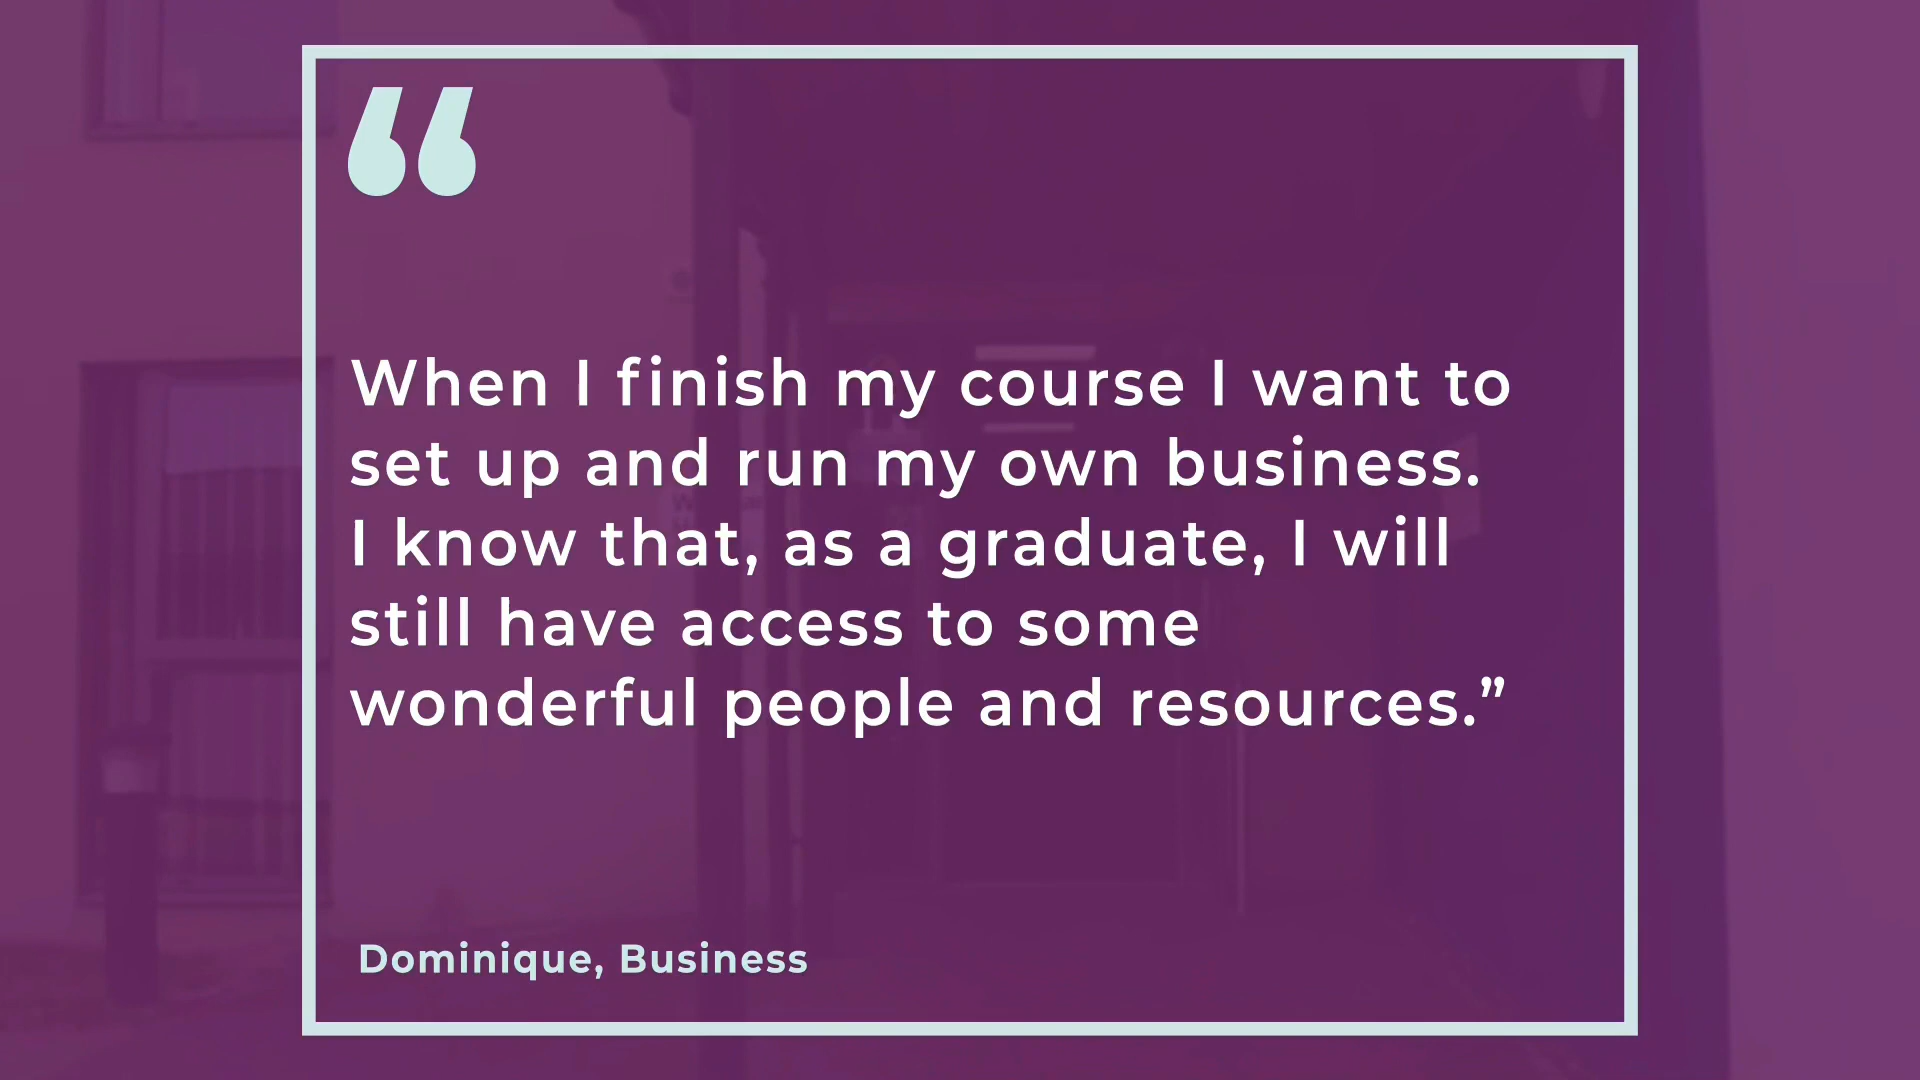 “
When I finish my course I want to
set up and run my own business.
I know that, as a graduate, I will
still have access to some
wonderful people and resources.”
Dominique, Business